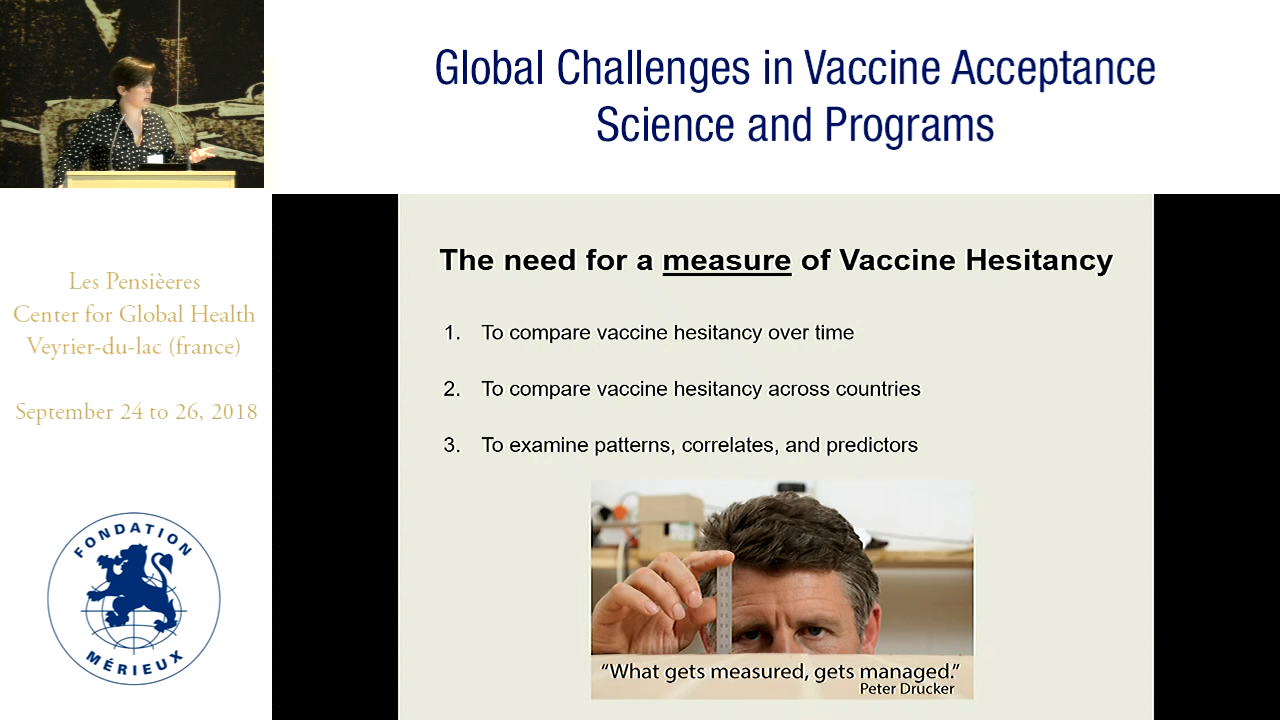 Global Challenges in Vaccine Acceptance
Science and Programs
Les Pensièeres
Center for Global Health
Veyrier-du-lac (france)
September 24 to 26, 2018
FONDATION
MÉRIEUX
The need for a measure of Vaccine Hesitancy
1. To compare vaccine hesitancy over time
2. To compare vaccine hesitancy across countries
3. To examine patterns, correlates, and predictors
“What gets measured, gets managed.”
Peter Drucker